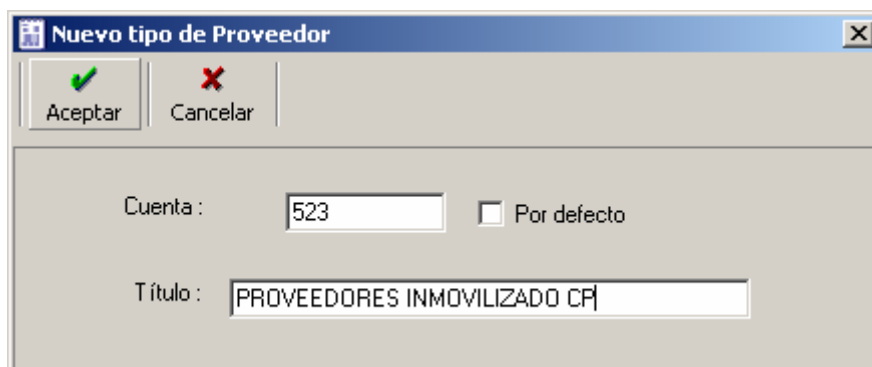 Nuevo tipo de Proveedor
Aceptar Cancelar
Cuenta : 523 Por defecto
Título : PROVEEDORES INMOVILIZADO CP